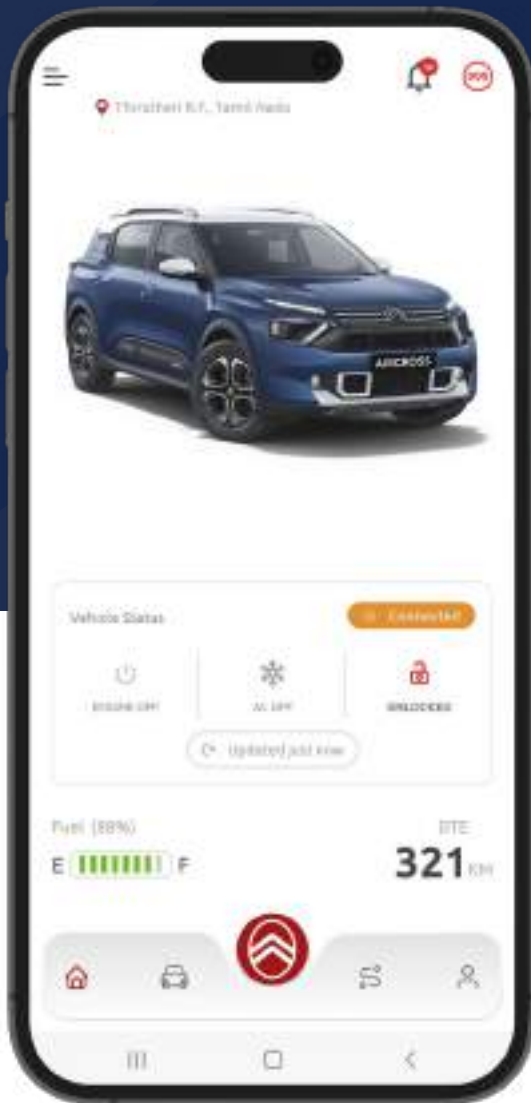 SOS
Tamil Nadu
AIRCROSS
Vehicle Status
Connected
ENGINE OFF
AC OFF
UNLOCKED
Updated just now
Fuel (88%)
DTE
E F
321 KM